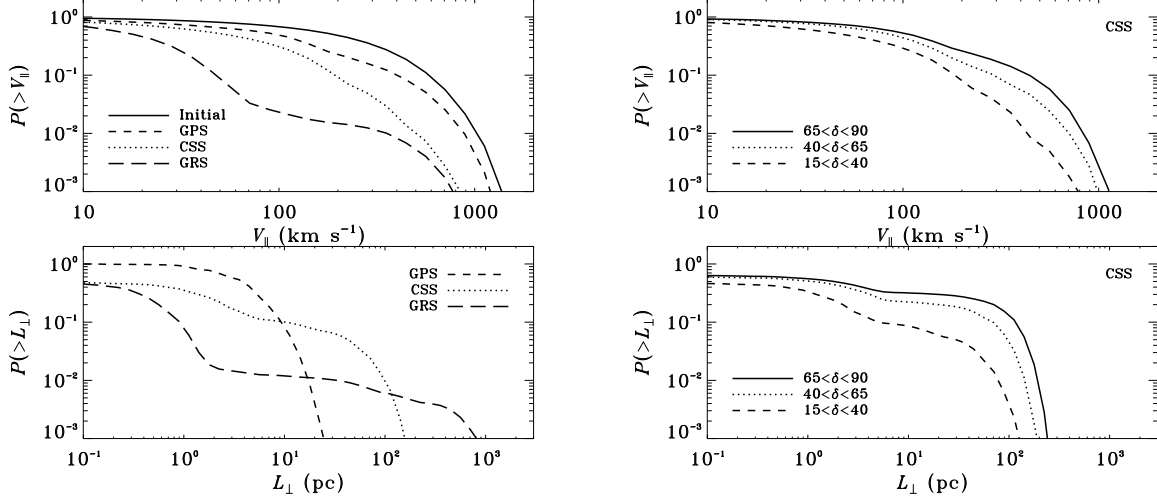 10⁰
10⁻¹
10⁻²
10⁻³
P(>V∥)
Initial
GPS
CSS
GRS
10
100
1000
V∥ (km s⁻¹)
10⁰
10⁻¹
10⁻²
10⁻³
P(>V∥)
CSS
65<δ<90
40<δ<65
15<δ<40
10
100
1000
V∥ (km s⁻¹)
10⁰
10⁻¹
10⁻²
10⁻³
P(>L⊥)
GPS
CSS
GRS
10⁻¹
10⁰
10¹
10²
10³
L⊥ (pc)
10⁰
10⁻¹
10⁻²
10⁻³
P(>L⊥)
CSS
65<δ<90
40<δ<65
15<δ<40
10⁻¹
10⁰
10¹
10²
10³
L⊥ (pc)